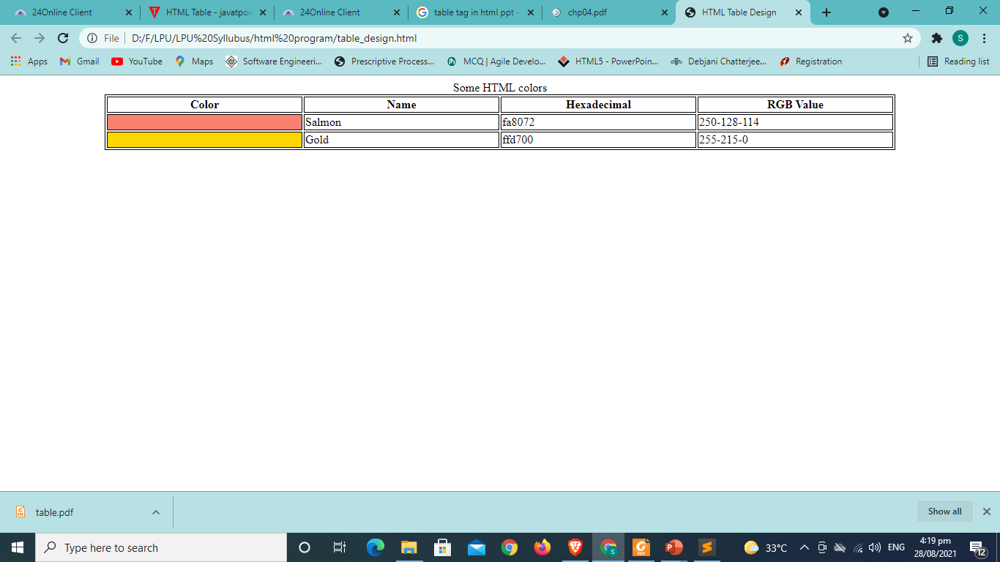 24Online Client
HTML Table - javatpoi
24Online Client
table tag in html ppt -
chp04.pdf
HTML Table Design
File
D:/F/LPU/LPU%20Syllubus/html%20program/table_design.html
S
Apps
Gmail
YouTube
Maps
Software Engineeri...
Prescriptive Process...
MCQ | Agile Develo...
HTML5 - PowerPoin...
Debjani Chatterjee...
Registration
Reading list
Some HTML colors
Color Name Hexadecimal RGB Value
Salmon fa8072 250-128-114
Gold ffd700 255-215-0
table.pdf
Show all
Type here to search
33°C
ENG
4:19 pm
28/08/2021
12